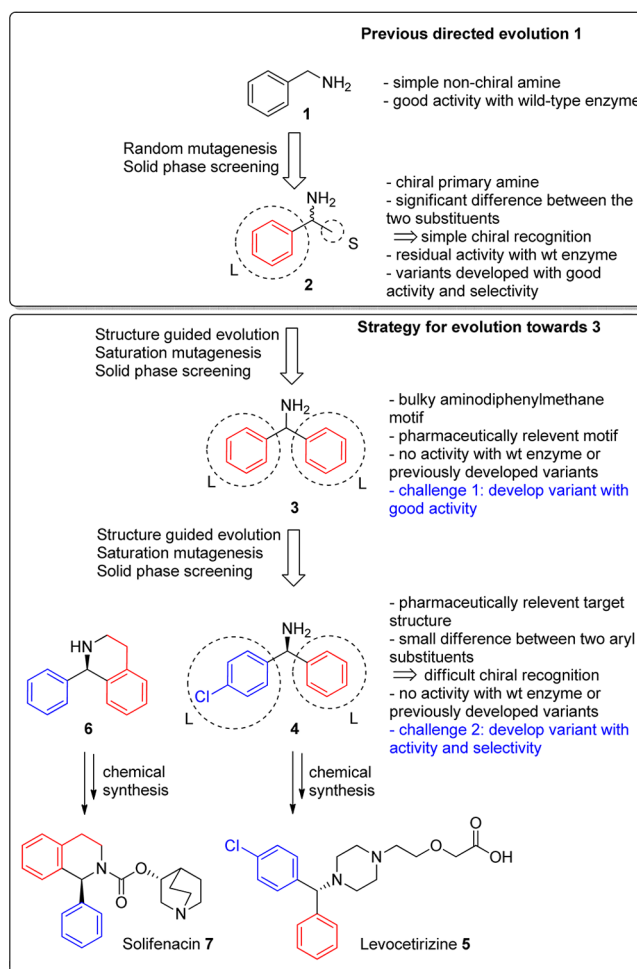 Previous directed evolution 1
NH2
1
- simple non-chiral amine
- good activity with wild-type enzyme
Random mutagenesis
Solid phase screening
NH2
S
L
2
- chiral primary amine
- significant difference between the
two substituents
⇒ simple chiral recognition
- residual activity with wt enzyme
- variants developed with good
activity and selectivity
Strategy for evolution towards 3
Structure guided evolution
Saturation mutagenesis
Solid phase screening
NH2
L
L
3
- bulky aminodiphenylmethane
motif
- pharmaceutically relevent motif
- no activity with wt enzyme or
previously developed variants
- challenge 1: develop variant with
good activity
Structure guided evolution
Saturation mutagenesis
Solid phase screening
HN
6
NH2
Cl
L
L
4
- pharmaceutically relevent target
structure
- small difference between two aryl
substituents
⇒ difficult chiral recognition
- no activity with wt enzyme or
previously developed variants
- challenge 2: develop variant with
activity and selectivity
chemical
synthesis
chemical
synthesis
N
O
O
N
Solifenacin 7
Cl
N
N
O
O
OH
Levocetirizine 5